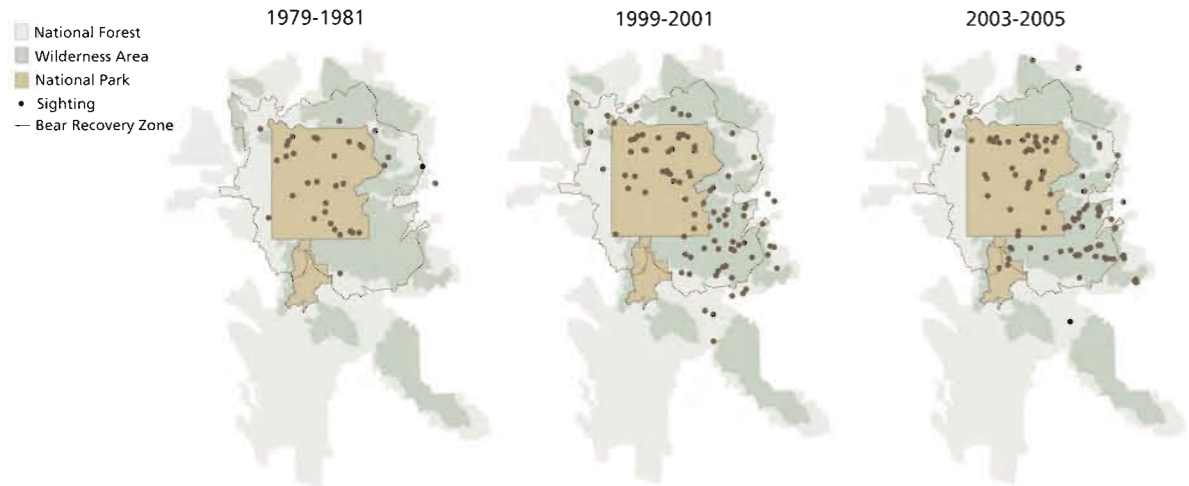 1979-1981
1999-2001
2003-2005
National Forest
Wilderness Area
National Park
Sighting
Bear Recovery Zone